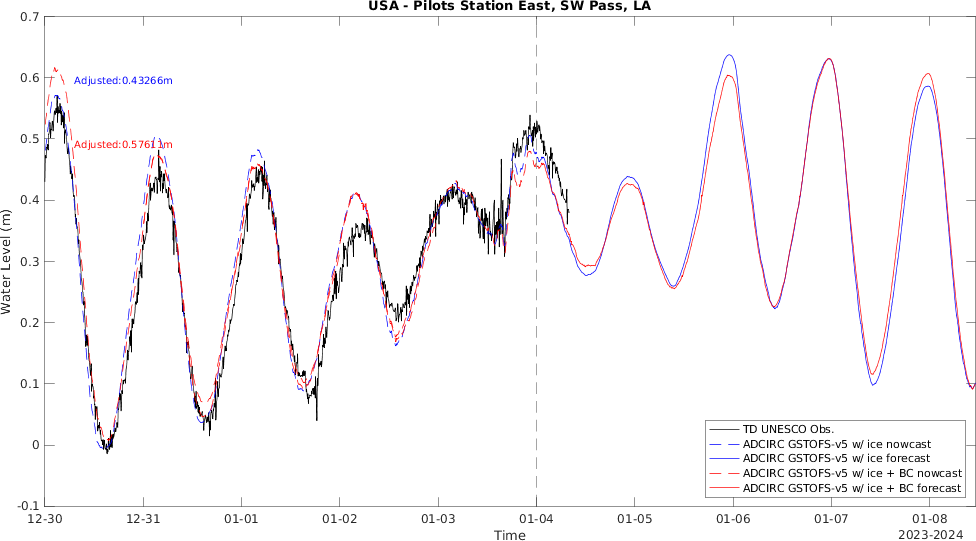 USA - Pilots Station East, SW Pass, LA
0.7
0.6
0.5
0.4
0.3
0.2
0.1
0
-0.1
Water Level (m)
Adjusted:0.43266m
TD UNESCO Obs.
ADCIRC GSTOFS-v5 w/ ice nowcast
ADCIRC GSTOFS-v5 w/ ice forecast
ADCIRC GSTOFS-v5 w/ ice + BC nowcast
ADCIRC GSTOFS-v5 w/ ice + BC forecast
12-30 12-31 01-01 01-02 01-03 01-04 01-05 01-06 01-07 01-08
Time
2023-2024